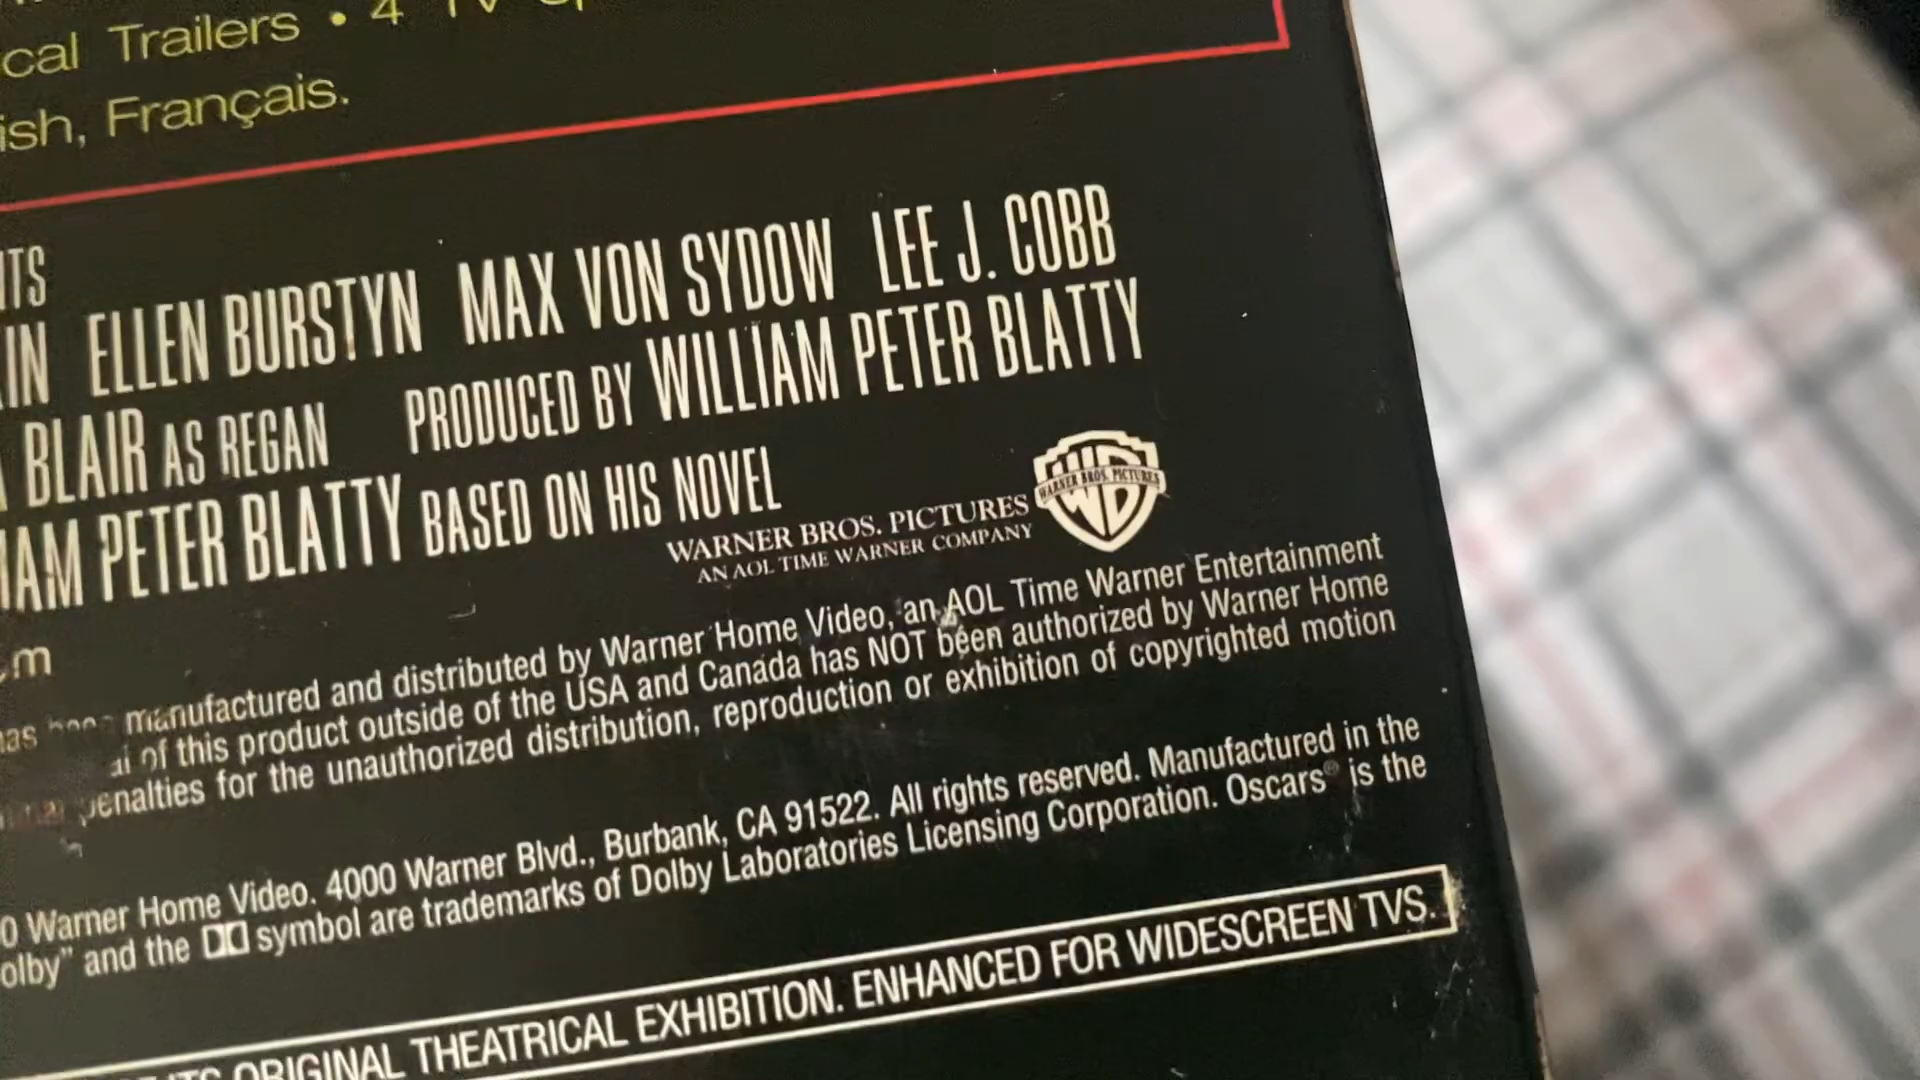 cal Trailers • 4 TV
ish, Français.
ELLEN BURSTYN MAX VON SYDOW LEE J. COBB
BLAIR AS REGAN PRODUCED BY WILLIAM PETER BLATTY
IAM PETER BLATTY BASED ON HIS NOVEL
WARNER BROS. PICTURES
AN AOL TIME WARNER COMPANY
WARNER BROS. PICTURES
manufactured and distributed by Warner Home Video, an AOL Time Warner Entertainment
of this product outside of the USA and Canada has NOT been authorized by Warner Home
penalties for the unauthorized distribution, reproduction or exhibition of copyrighted motion
0 Warner Home Video. 4000 Warner Blvd., Burbank, CA 91522. All rights reserved. Manufactured in the
olby” and the symbol are trademarks of Dolby Laboratories Licensing Corporation. Oscars® is the
ORIGINAL THEATRICAL EXHIBITION. ENHANCED FOR WIDESCREEN TVS.